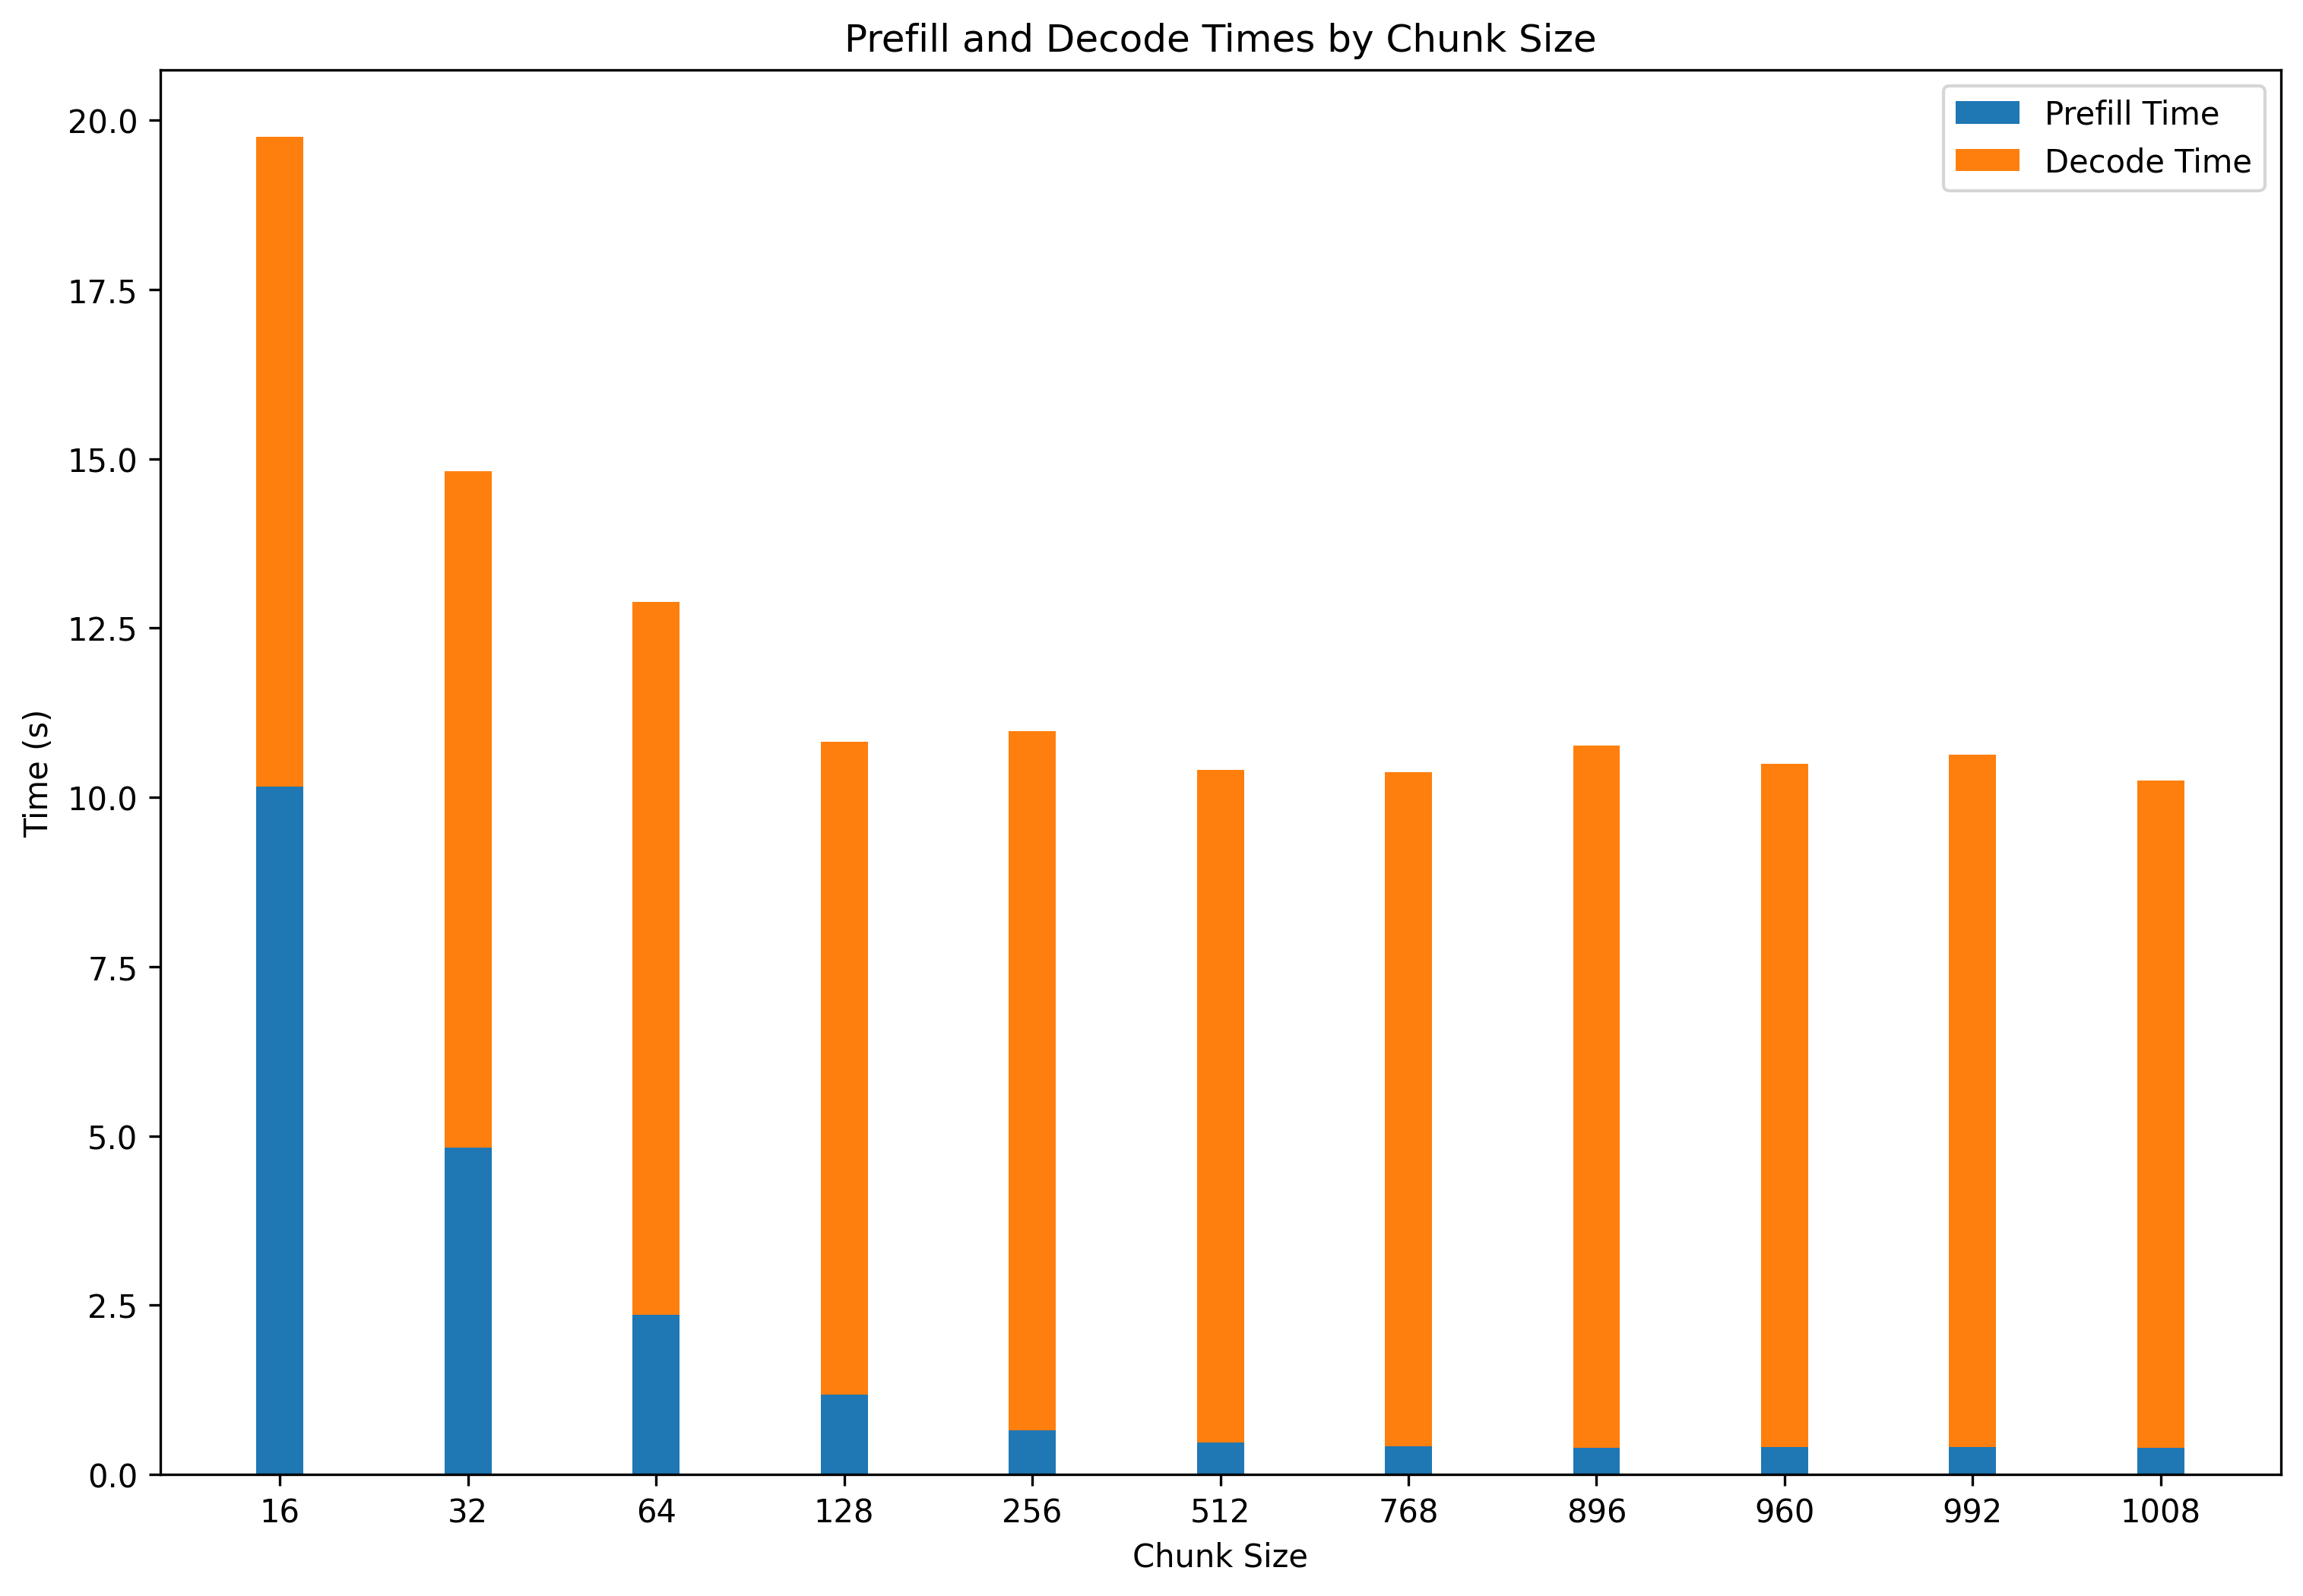 Prefill and Decode Times by Chunk Size
Prefill Time
Decode Time
20.0
17.5
15.0
12.5
10.0
7.5
5.0
2.5
0.0
Time (s)
16 32 64 128 256 512 768 896 960 992 1008
Chunk Size